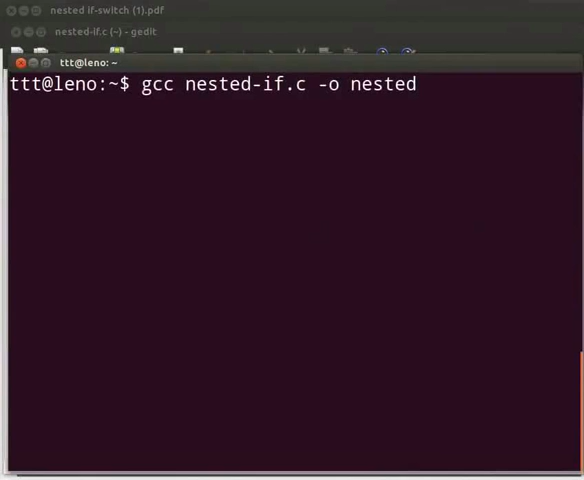 nested if-switch (1).pdf
nested-if.c (~) - gedit
ttt@leno: ~
ttt@leno:~$ gcc nested-if.c -o nested